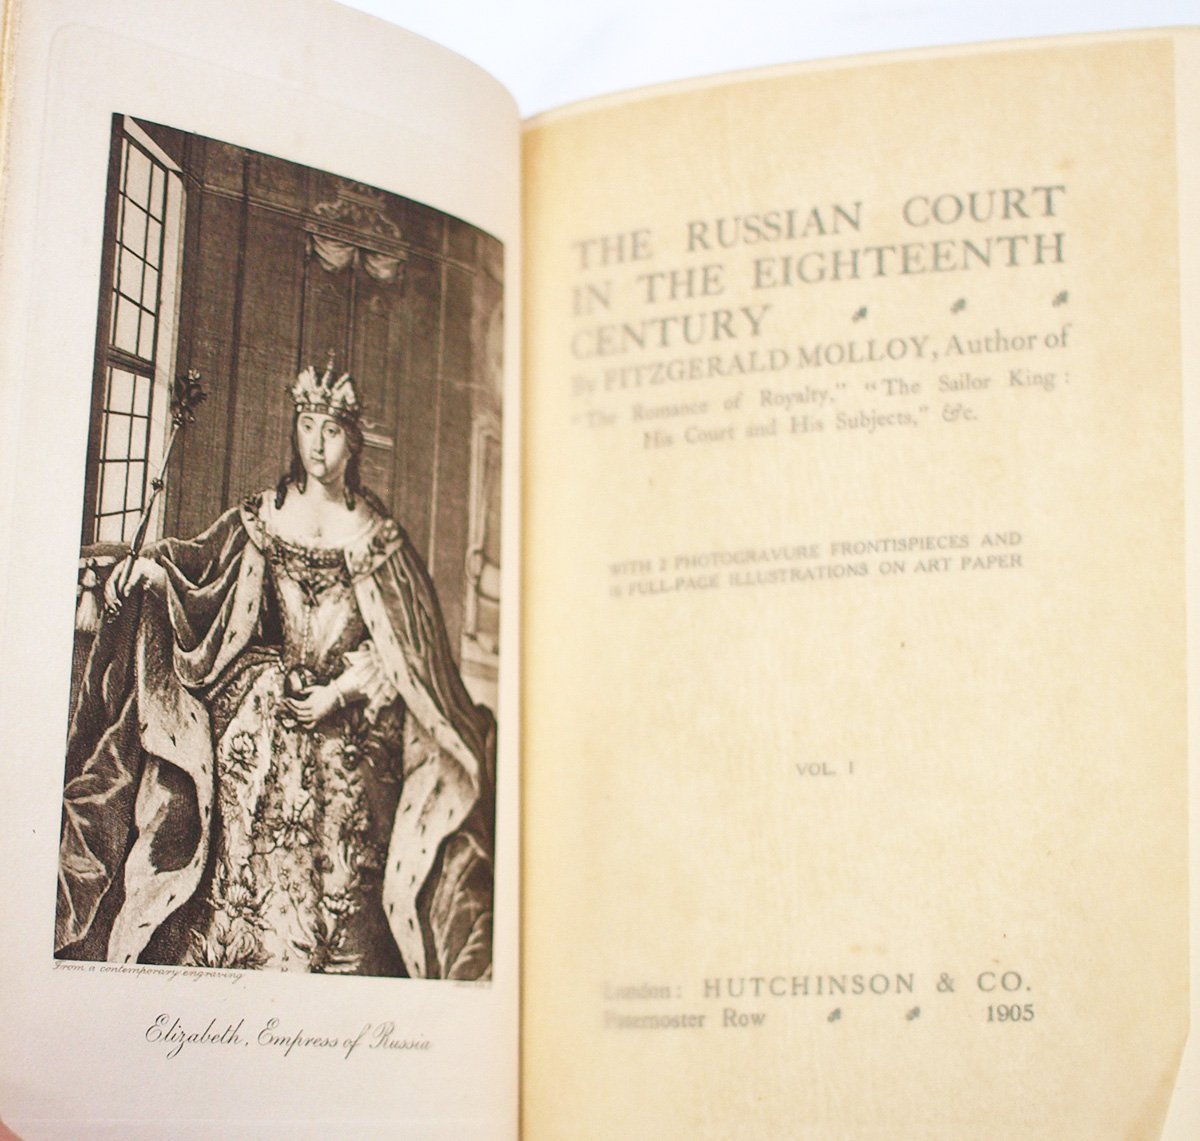 From a contemporary engraving
Elizabeth, Empress of Russia
THE RUSSIAN COURT
IN THE EIGHTEENTH
CENTURY
By FITZGERALD MOLLOY, Author of
"The Romance of Royalty," "The Sailor King:
His Court and His Subjects," &c.
WITH 2 PHOTOGRAVURE FRONTISPIECES AND
FULL-PAGE ILLUSTRATIONS ON ART PAPER
VOL. I
London: HUTCHINSON & CO.
Paternoster Row 1905